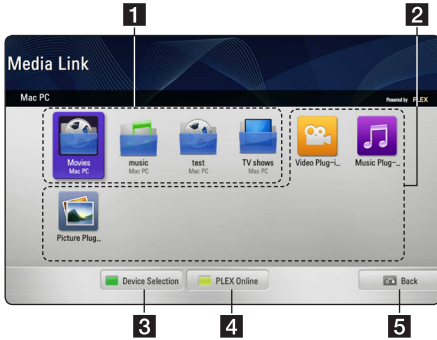 1
2
Media Link
Mac PC
Powered by PLEX
Movies
Mac PC
music
Mac PC
test
Mac PC
TV shows
Mac PC
Video Plug-i..
Music Plug-..
Picture Plug..
Device Selection
PLEX Online
Back
3
4
5